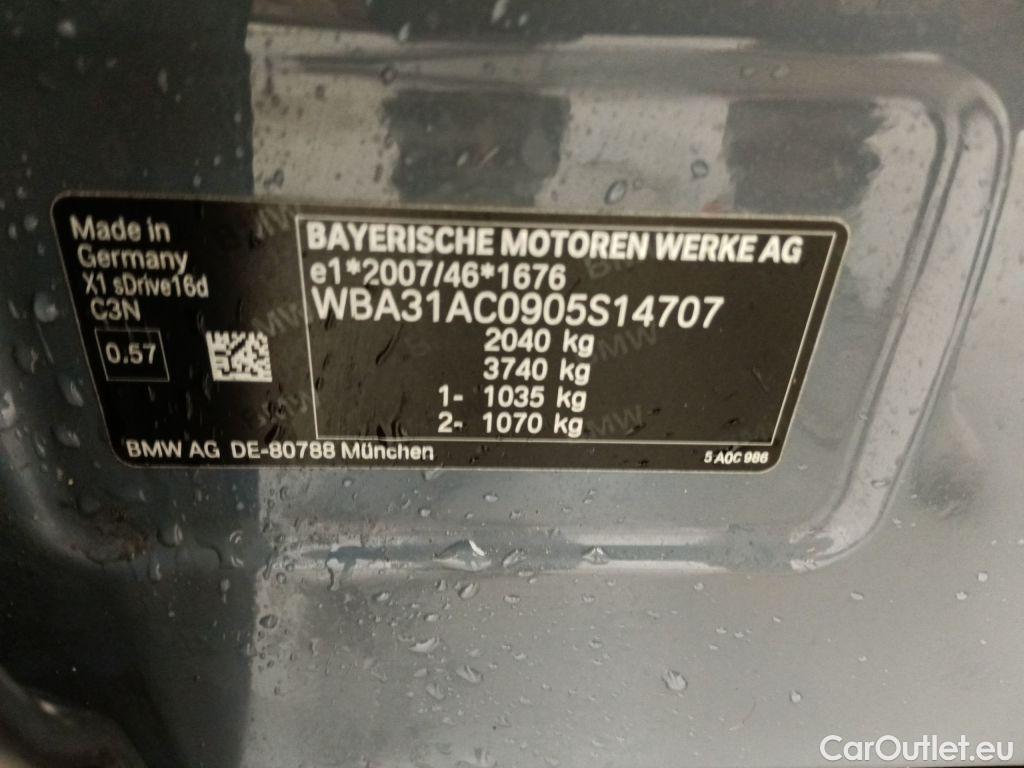 Made in
Germany
X1 sDrive16d
C3N
0.57
BAYERISCHE MOTOREN WERKE AG
e1*2007/46*1676
WBA31AC0905S14707
2040 kg
3740 kg
1- 1035 kg
2- 1070 kg
BMW AG DE-80788 München
5 A0C 986
CarOutlet.eu